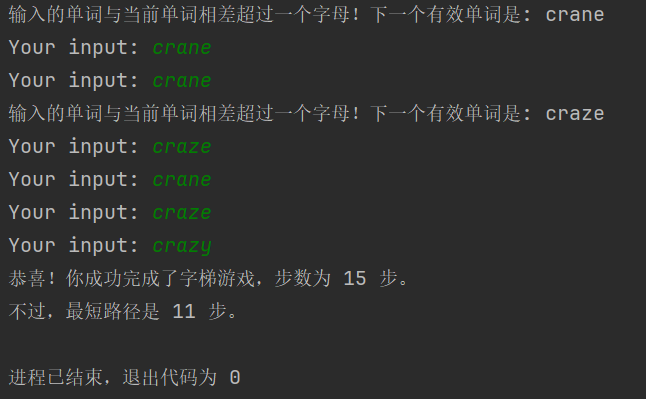 输入的单词与当前单词相差超过一个字母！下一个有效单词是: crane
Your input: crane
Your input: crane
输入的单词与当前单词相差超过一个字母！下一个有效单词是: craze
Your input: craze
Your input: crane
Your input: craze
Your input: crazy
恭喜！你成功完成了字梯游戏，步数为 15 步。
不过，最短路径是 11 步。
进程已结束，退出代码为 0